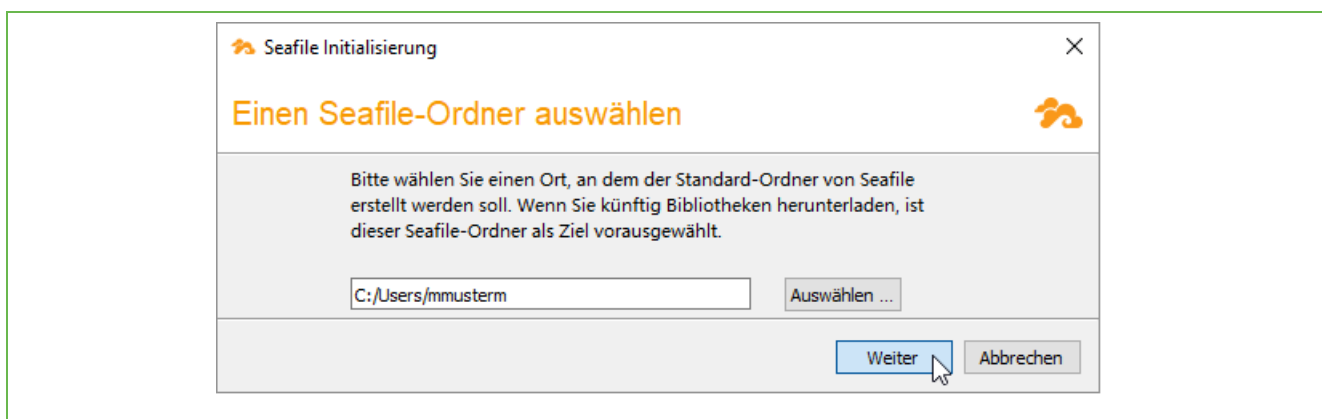 Seafile Initialisierung
Einen Seafile-Ordner auswählen
Bitte wählen Sie einen Ort, an dem der Standard-Ordner von Seafile
erstellt werden soll. Wenn Sie künftig Bibliotheken herunterladen, ist
dieser Seafile-Ordner als Ziel vorausgewählt.
C:/Users/mmusterm
Auswählen ...
Weiter
Abbrechen